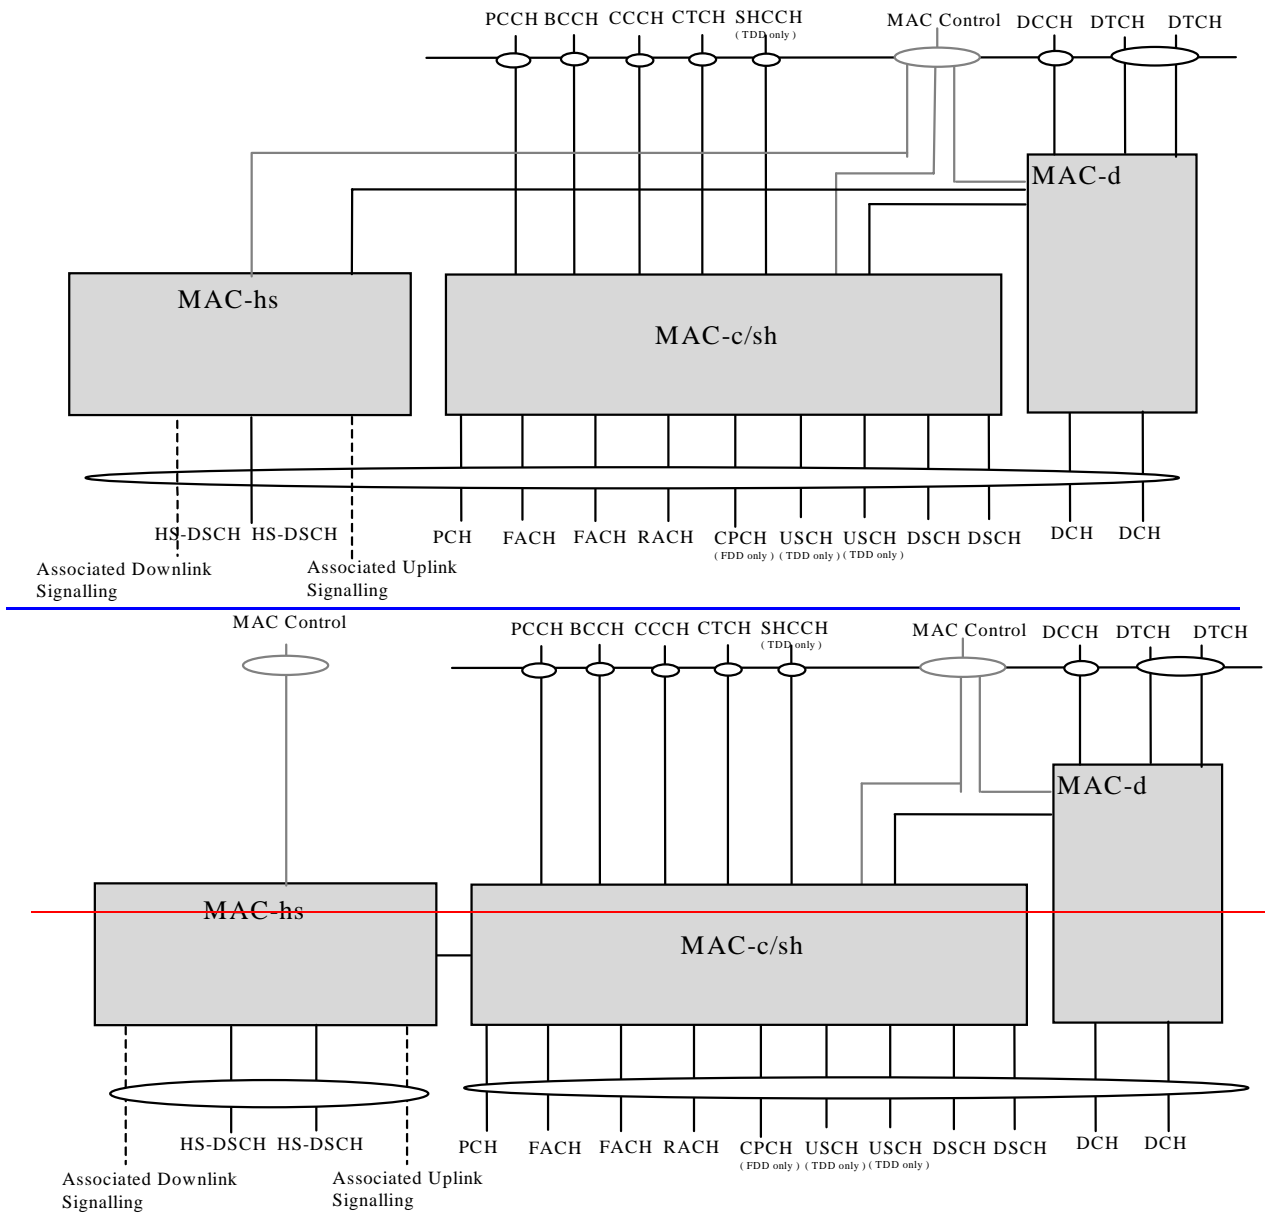 PCCH BCCH CCCH CTCH SHCCH MAC Control DCCH DTCH DTCH
( TDD only )
MAC-d
MAC-hs
MAC-c/sh
HS-DSCH HS-DSCH PCH FACH FACH RACH CPCH USCH USCH DSCH DSCH DCH DCH
( FDD only ) ( TDD only ) ( TDD only )
Associated Downlink
Signalling
Associated Uplink
Signalling
MAC Control
PCCH BCCH CCCH CTCH SHCCH MAC Control DCCH DTCH DTCH
( TDD only )
MAC-d
MAC-hs
MAC-c/sh
HS-DSCH HS-DSCH PCH FACH FACH RACH CPCH USCH USCH DSCH DSCH DCH DCH
( FDD only ) ( TDD only ) ( TDD only )
Associated Downlink
Signalling
Associated Uplink
Signalling